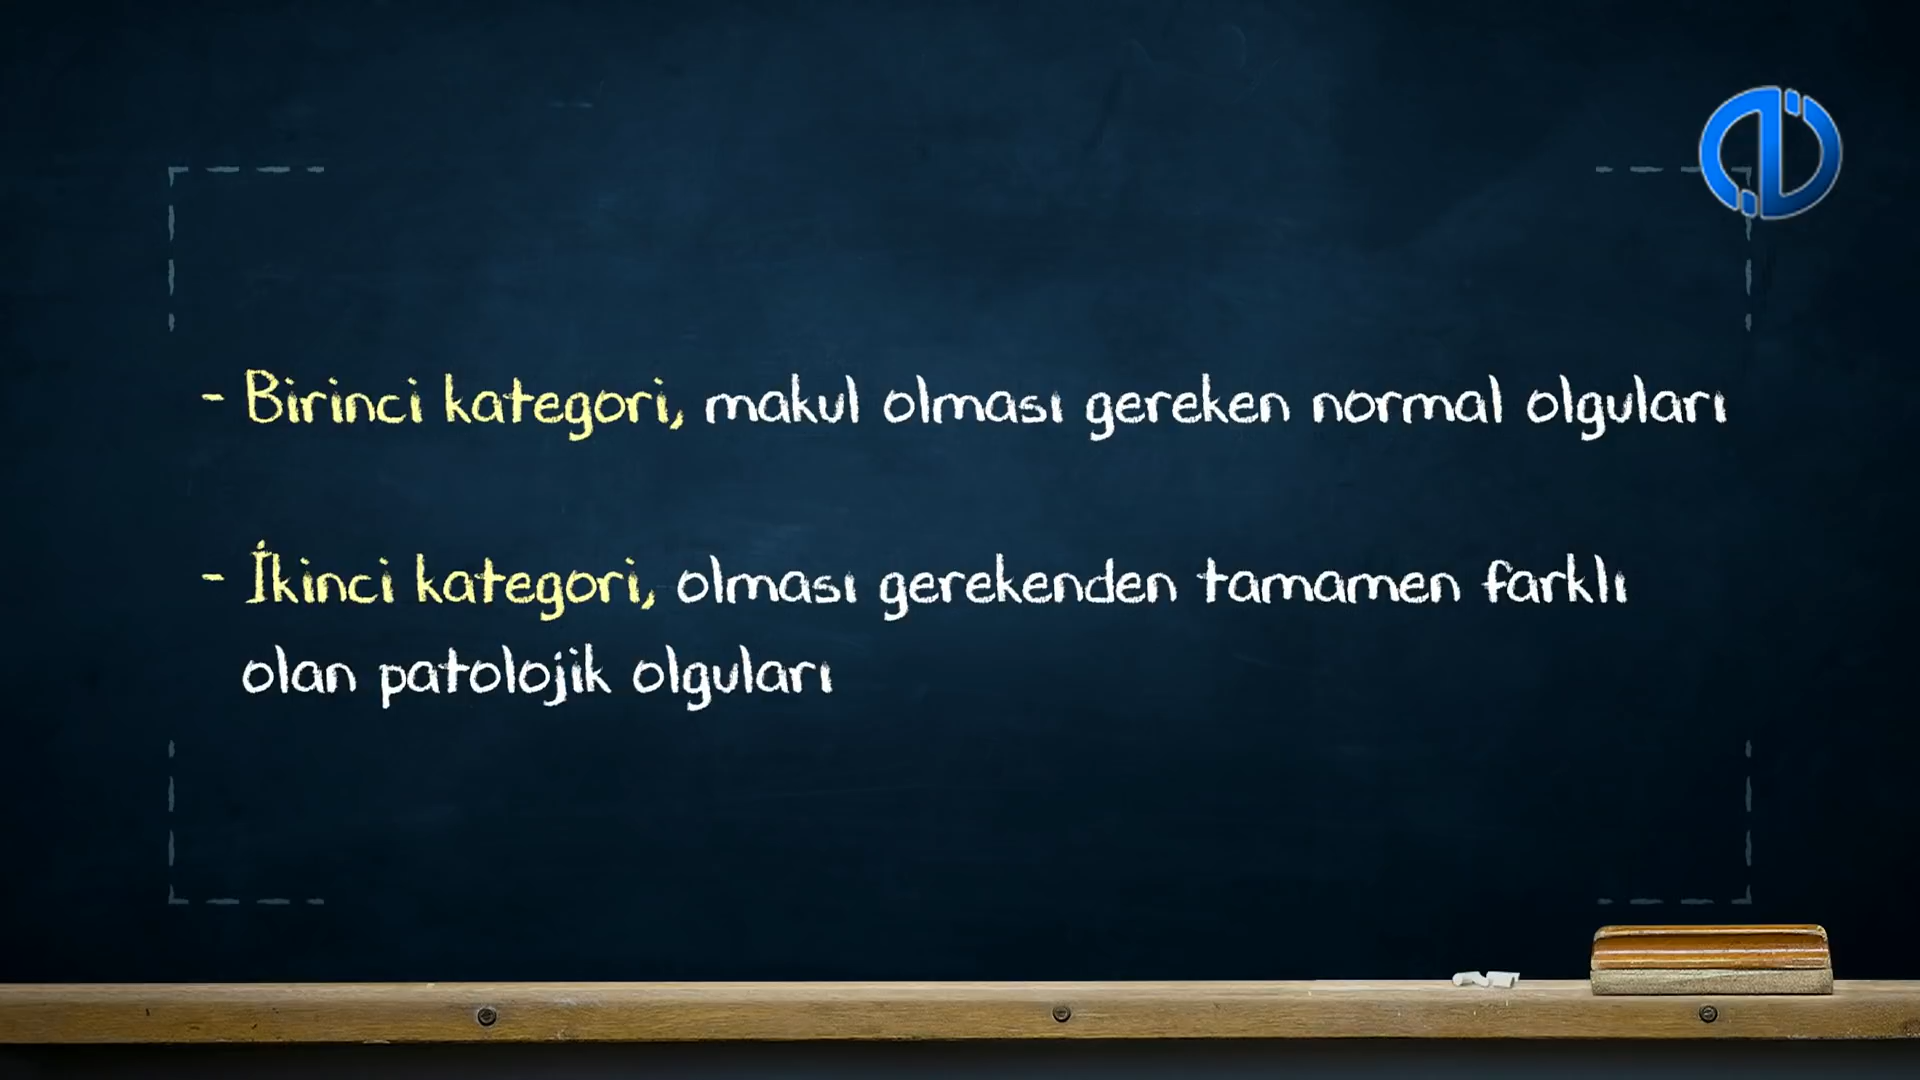 - Birinci kategori, makul olması gereken normal olguları
- İkinci kategori, olması gerekenden tamamen farklı
olan patolojik olguları